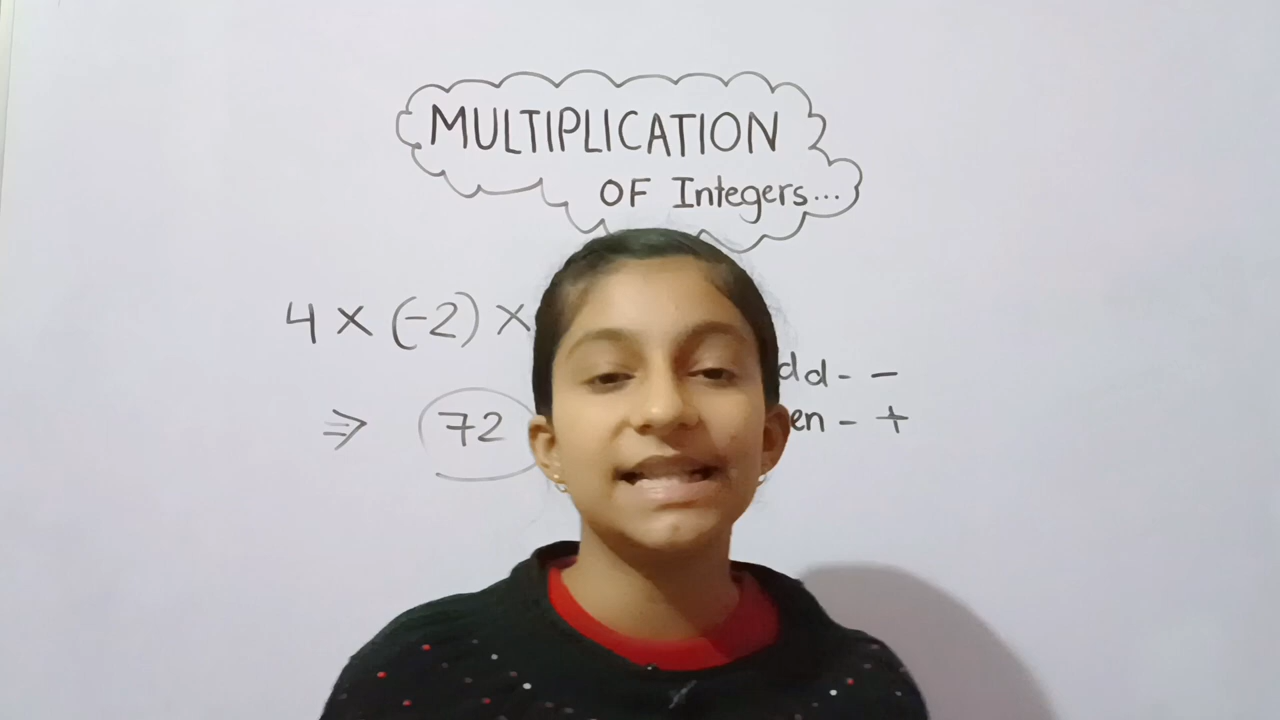 MULTIPLICATION
OF Integers...
4 × (-2) ×
dd - -
⇒ 72
en - +